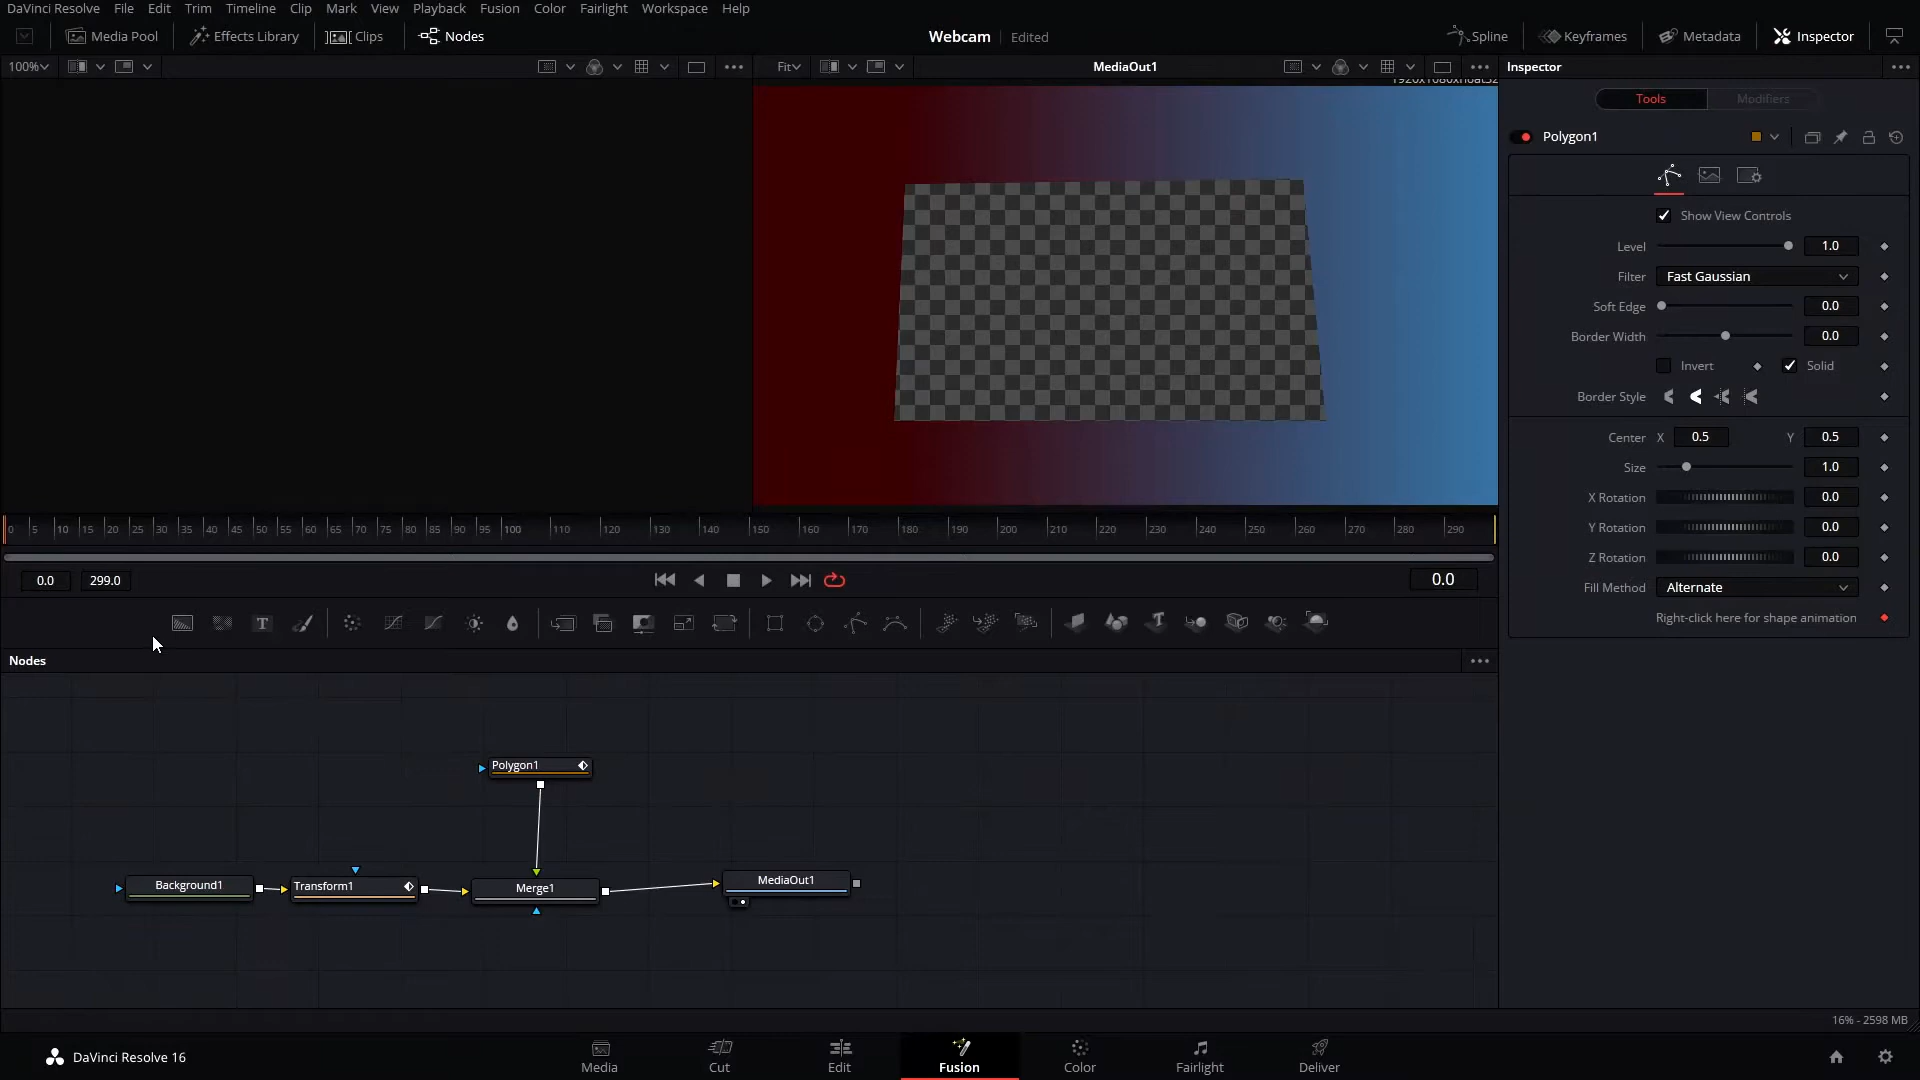 DaVinci Resolve File Edit Trim Timeline Clip Mark View Playback Fusion Color Fairlight Workspace Help
Media Pool Effects Library Clips Nodes Webcam Edited Spline Keyframes Metadata Inspector
100% Fit MediaOut1 Inspector
Tools Modifiers
Polygon1
Show View Controls
Level 1.0
Filter Fast Gaussian
Soft Edge 0.0
Border Width 0.0
Invert Solid
Border Style
Center X 0.5 Y 0.5
Size 1.0
X Rotation 0.0
Y Rotation 0.0
Z Rotation 0.0
Fill Method Alternate
Right-click here for shape animation
0 5 10 15 20 25 30 35 40 45 50 55 60 65 70 75 80 85 90 95 100 110 120 130 140 150 160 170 180 190 200 210 220 230 240 250 260 270 280 290
0.0 299.0 0.0
T
Nodes
Polygon1
Background1 Transform1 Merge1 MediaOut1
16% - 2598 MB
DaVinci Resolve 16 Media Cut Edit Fusion Color Fairlight Deliver